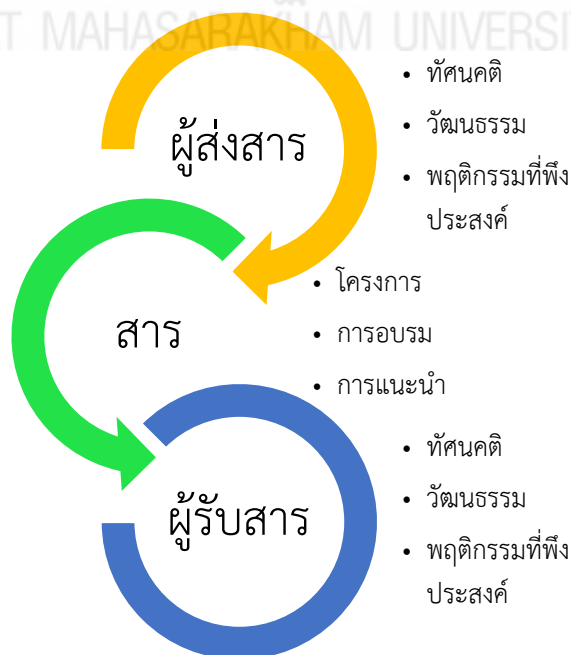 T MAHASARAKHAM UNIVERSI
ผู้ส่งสาร
• ทัศนคติ
• วัฒนธรรม
• พฤติกรรมที่พึง
ประสงค์
สาร
• โครงการ
• การอบรม
• การแนะนำ
ผู้รับสาร
• ทัศนคติ
• วัฒนธรรม
• พฤติกรรมที่พึง
ประสงค์